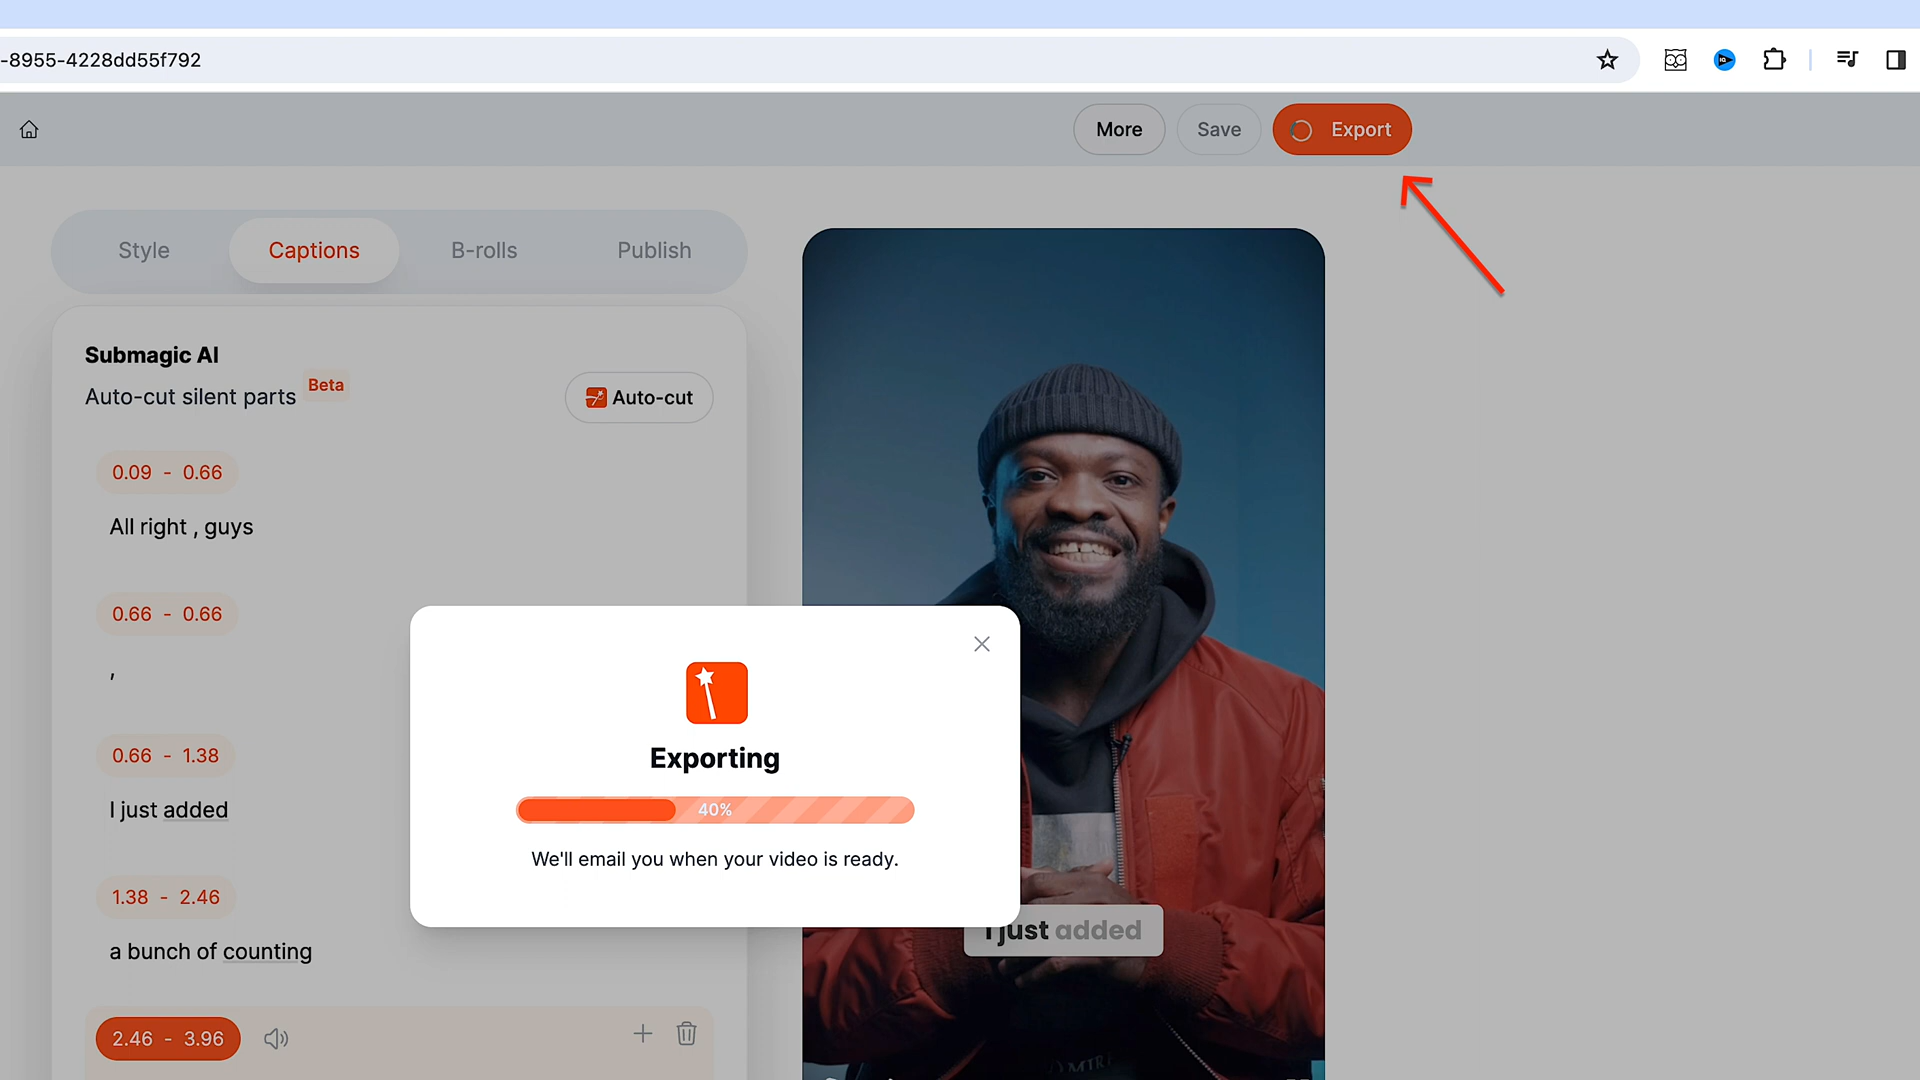 -8955-4228dd55f792
More
Save
Export
Style
Captions
B-rolls
Publish
Submagic AI
Auto-cut silent parts
Beta
Auto-cut
0.09 - 0.66
All right , guys
0.66 - 0.66
,
0.66 - 1.38
I just added
1.38 - 2.46
a bunch of counting
2.46 - 3.96
Exporting
40%
We'll email you when your video is ready.
I just added